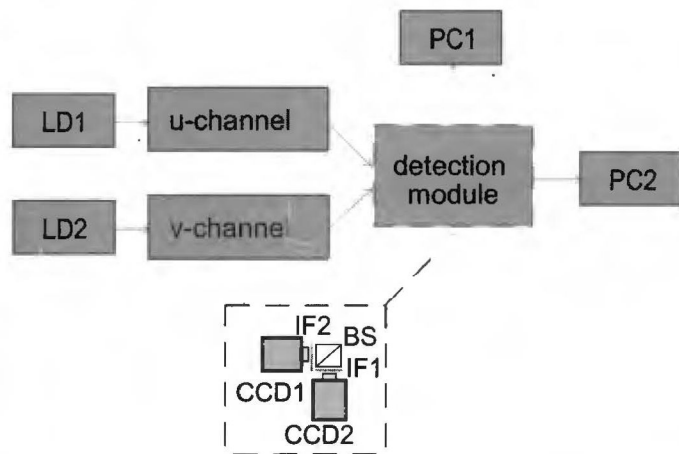 PC1
LD1
u-channel
detection
module
PC2
LD2
v-channel
IF2
BS
IF1
CCD1
CCD2